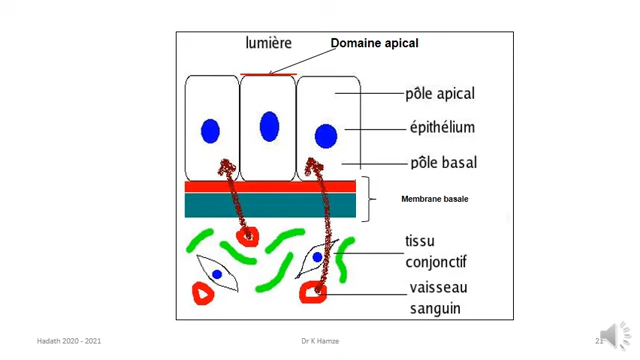 lumière
Domaine apical
pôle apical
épithélium
pôle basal
Membrane basale
tissu
conjonctif
vaisseau
sanguin
Hadath 2020 - 2021
Dr K Hamze
21